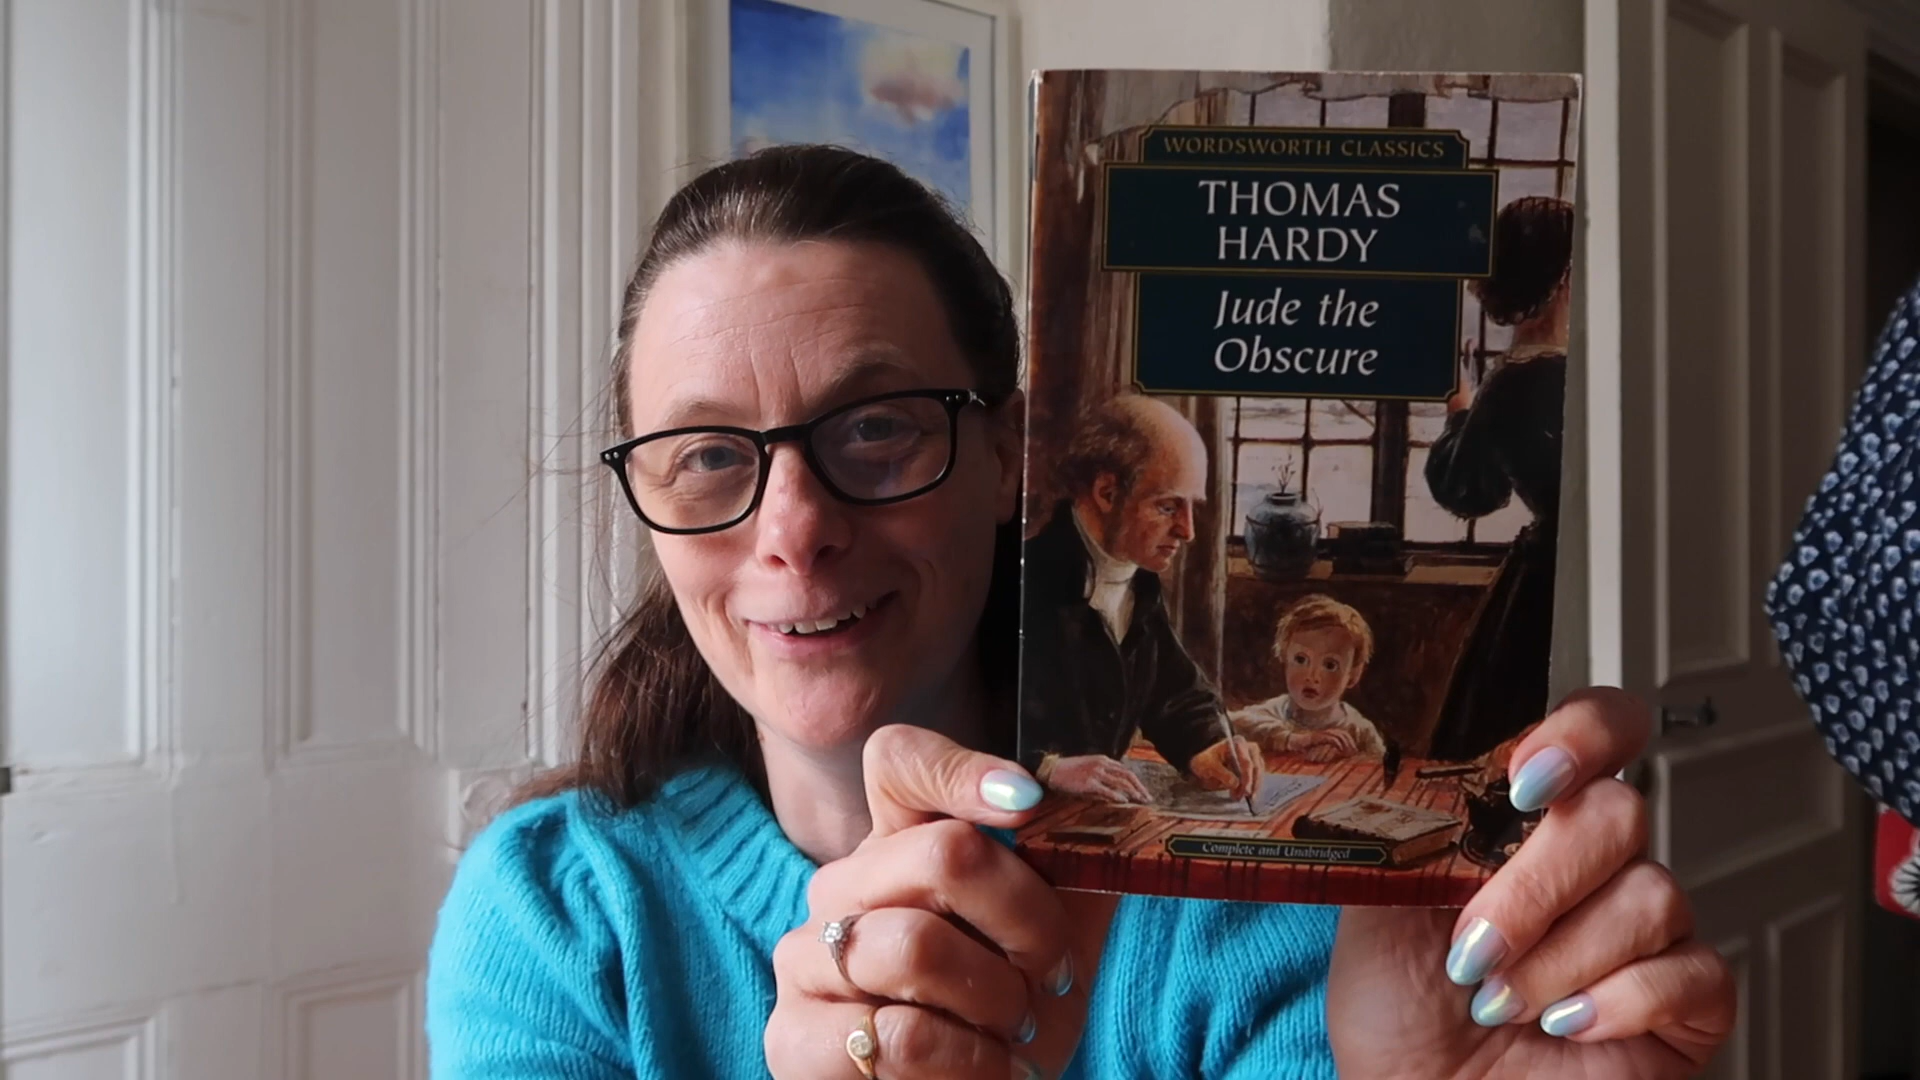 WORDSWORTH CLASSICS
THOMAS
HARDY
Jude the
Obscure
Complete and Unabridged